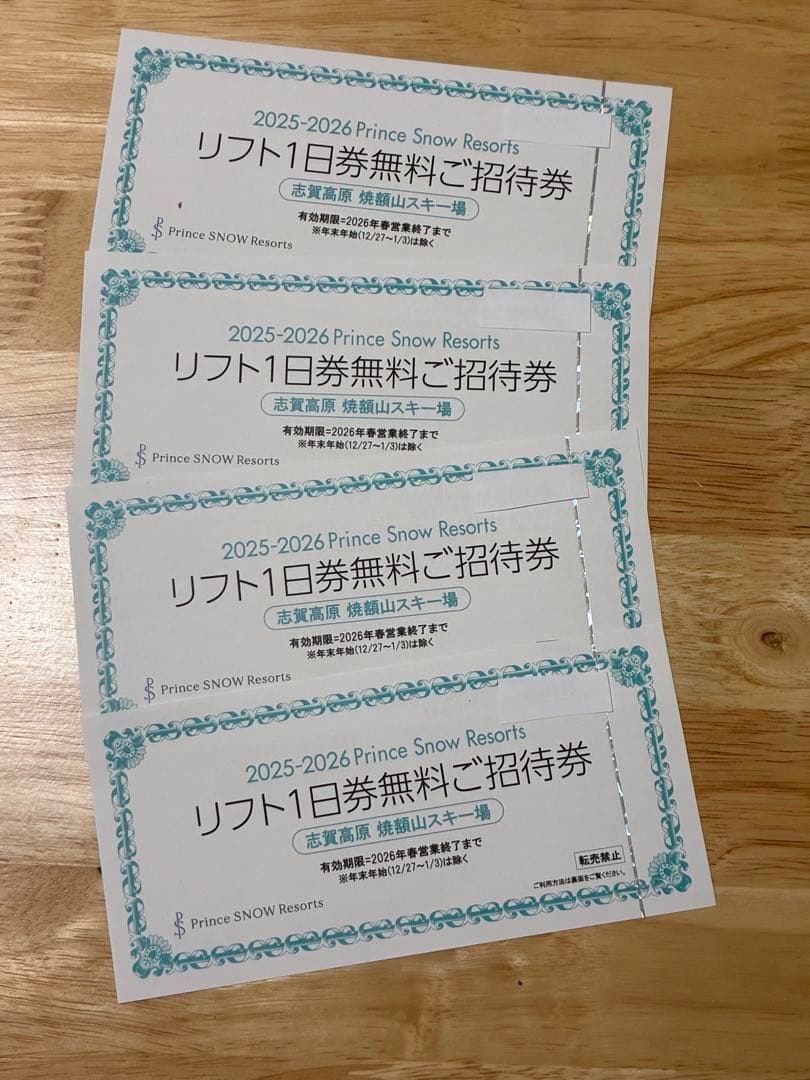 2025-2026 Prince Snow Resorts
リフト1日券無料ご招待券
志賀高原 焼額山スキー場
有効期限=2026年春営業終了まで
※年末年始(12/27〜1/3)は除く
Prince SNOW Resorts
2025-2026 Prince Snow Resorts
リフト1日券無料ご招待券
志賀高原 焼額山スキー場
有効期限=2026年春営業終了まで
※年末年始(12/27〜1/3)は除く
Prince SNOW Resorts
2025-2026 Prince Snow Resorts
リフト1日券無料ご招待券
志賀高原 焼額山スキー場
有効期限=2026年春営業終了まで
※年末年始(12/27〜1/3)は除く
Prince SNOW Resorts
2025-2026 Prince Snow Resorts
リフト1日券無料ご招待券
志賀高原 焼額山スキー場
有効期限=2026年春営業終了まで
※年末年始(12/27〜1/3)は除く
転売禁止
ご利用方法は裏面をご覧ください。
Prince SNOW Resorts